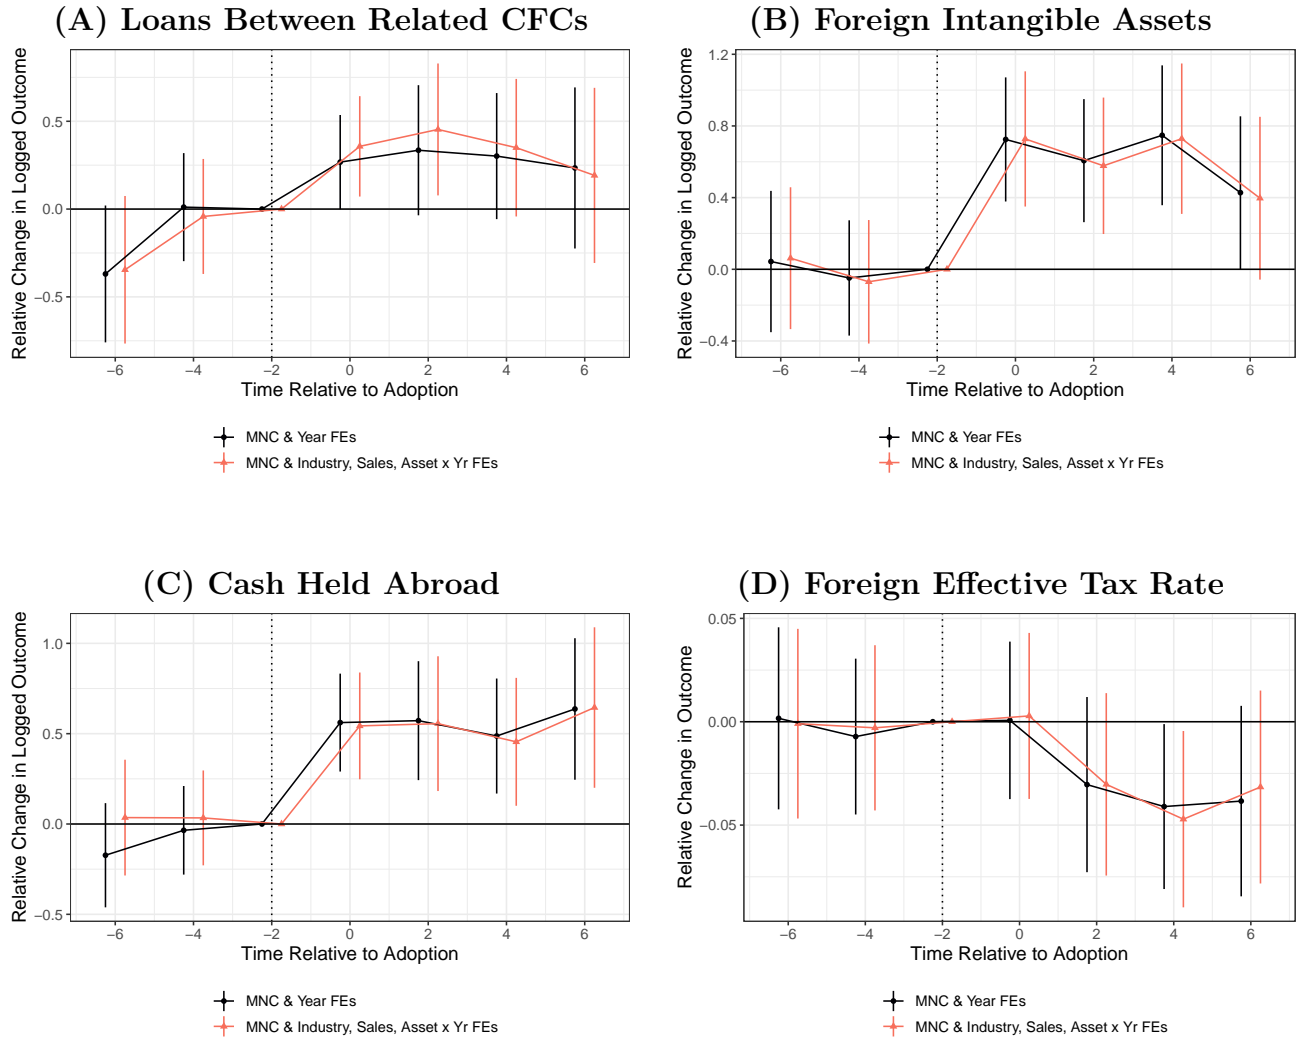 (A) Loans Between Related CFCs
Relative Change in Logged Outcome
0.5
0.0
−0.5
−6 −4 −2 0 2 4 6
Time Relative to Adoption
MNC & Year FEs
MNC & Industry, Sales, Asset x Yr FEs
(B) Foreign Intangible Assets
Relative Change in Logged Outcome
1.2
0.8
0.4
0.0
−0.4
−6 −4 −2 0 2 4 6
Time Relative to Adoption
MNC & Year FEs
MNC & Industry, Sales, Asset x Yr FEs
(C) Cash Held Abroad
Relative Change in Logged Outcome
1.0
0.5
0.0
−0.5
−6 −4 −2 0 2 4 6
Time Relative to Adoption
MNC & Year FEs
MNC & Industry, Sales, Asset x Yr FEs
(D) Foreign Effective Tax Rate
Relative Change in Outcome
0.05
0.00
−0.05
−6 −4 −2 0 2 4 6
Time Relative to Adoption
MNC & Year FEs
MNC & Industry, Sales, Asset x Yr FEs